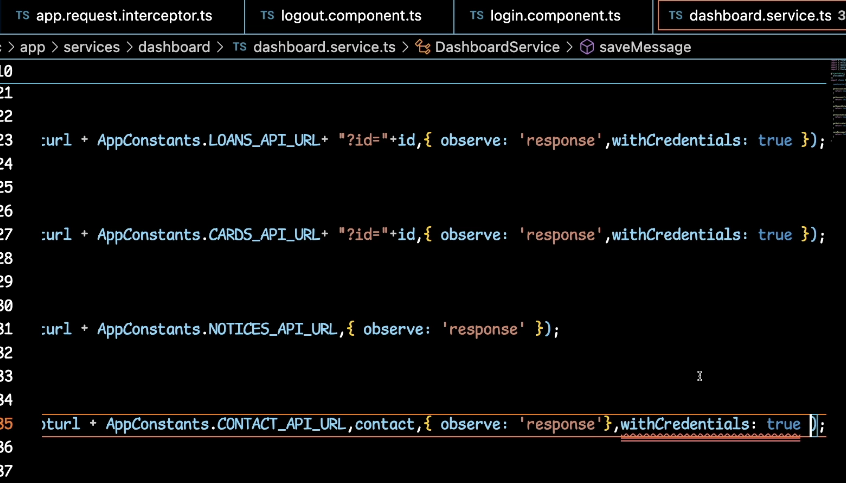 TS app.request.interceptor.ts TS logout.component.ts TS login.component.ts TS dashboard.service.ts 3
> app > services > dashboard > TS dashboard.service.ts > DashboardService > saveMessage
10
21
22
23 url + AppConstants.LOANS_API_URL+ "?id="+id,{ observe: 'response',withCredentials: true });
24
25
26
27 url + AppConstants.CARDS_API_URL+ "?id="+id,{ observe: 'response',withCredentials: true });
28
29
30
31 url + AppConstants.NOTICES_API_URL,{ observe: 'response' });
32
33
34
35 oturl + AppConstants.CONTACT_API_URL,contact,{ observe: 'response'},withCredentials: true );
36
37